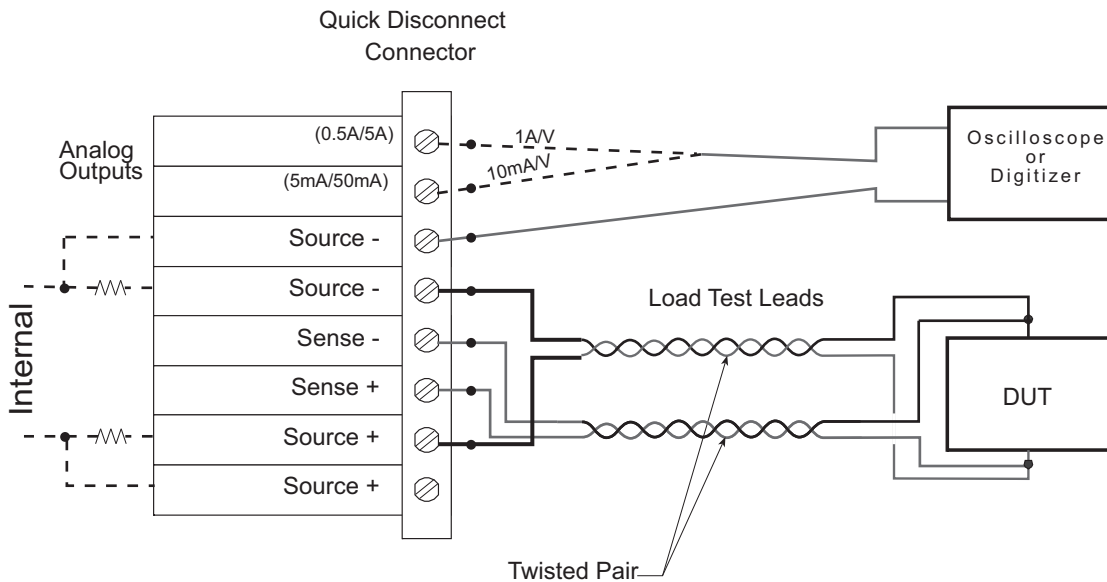 Quick Disconnect
Connector
Analog
Outputs
(0.5A/5A)
(5mA/50mA)
Source -
Source -
Sense -
Sense +
Source +
Source +
Internal
1A/V
10mA/V
Oscilloscope
or
Digitizer
Load Test Leads
DUT
Twisted Pair